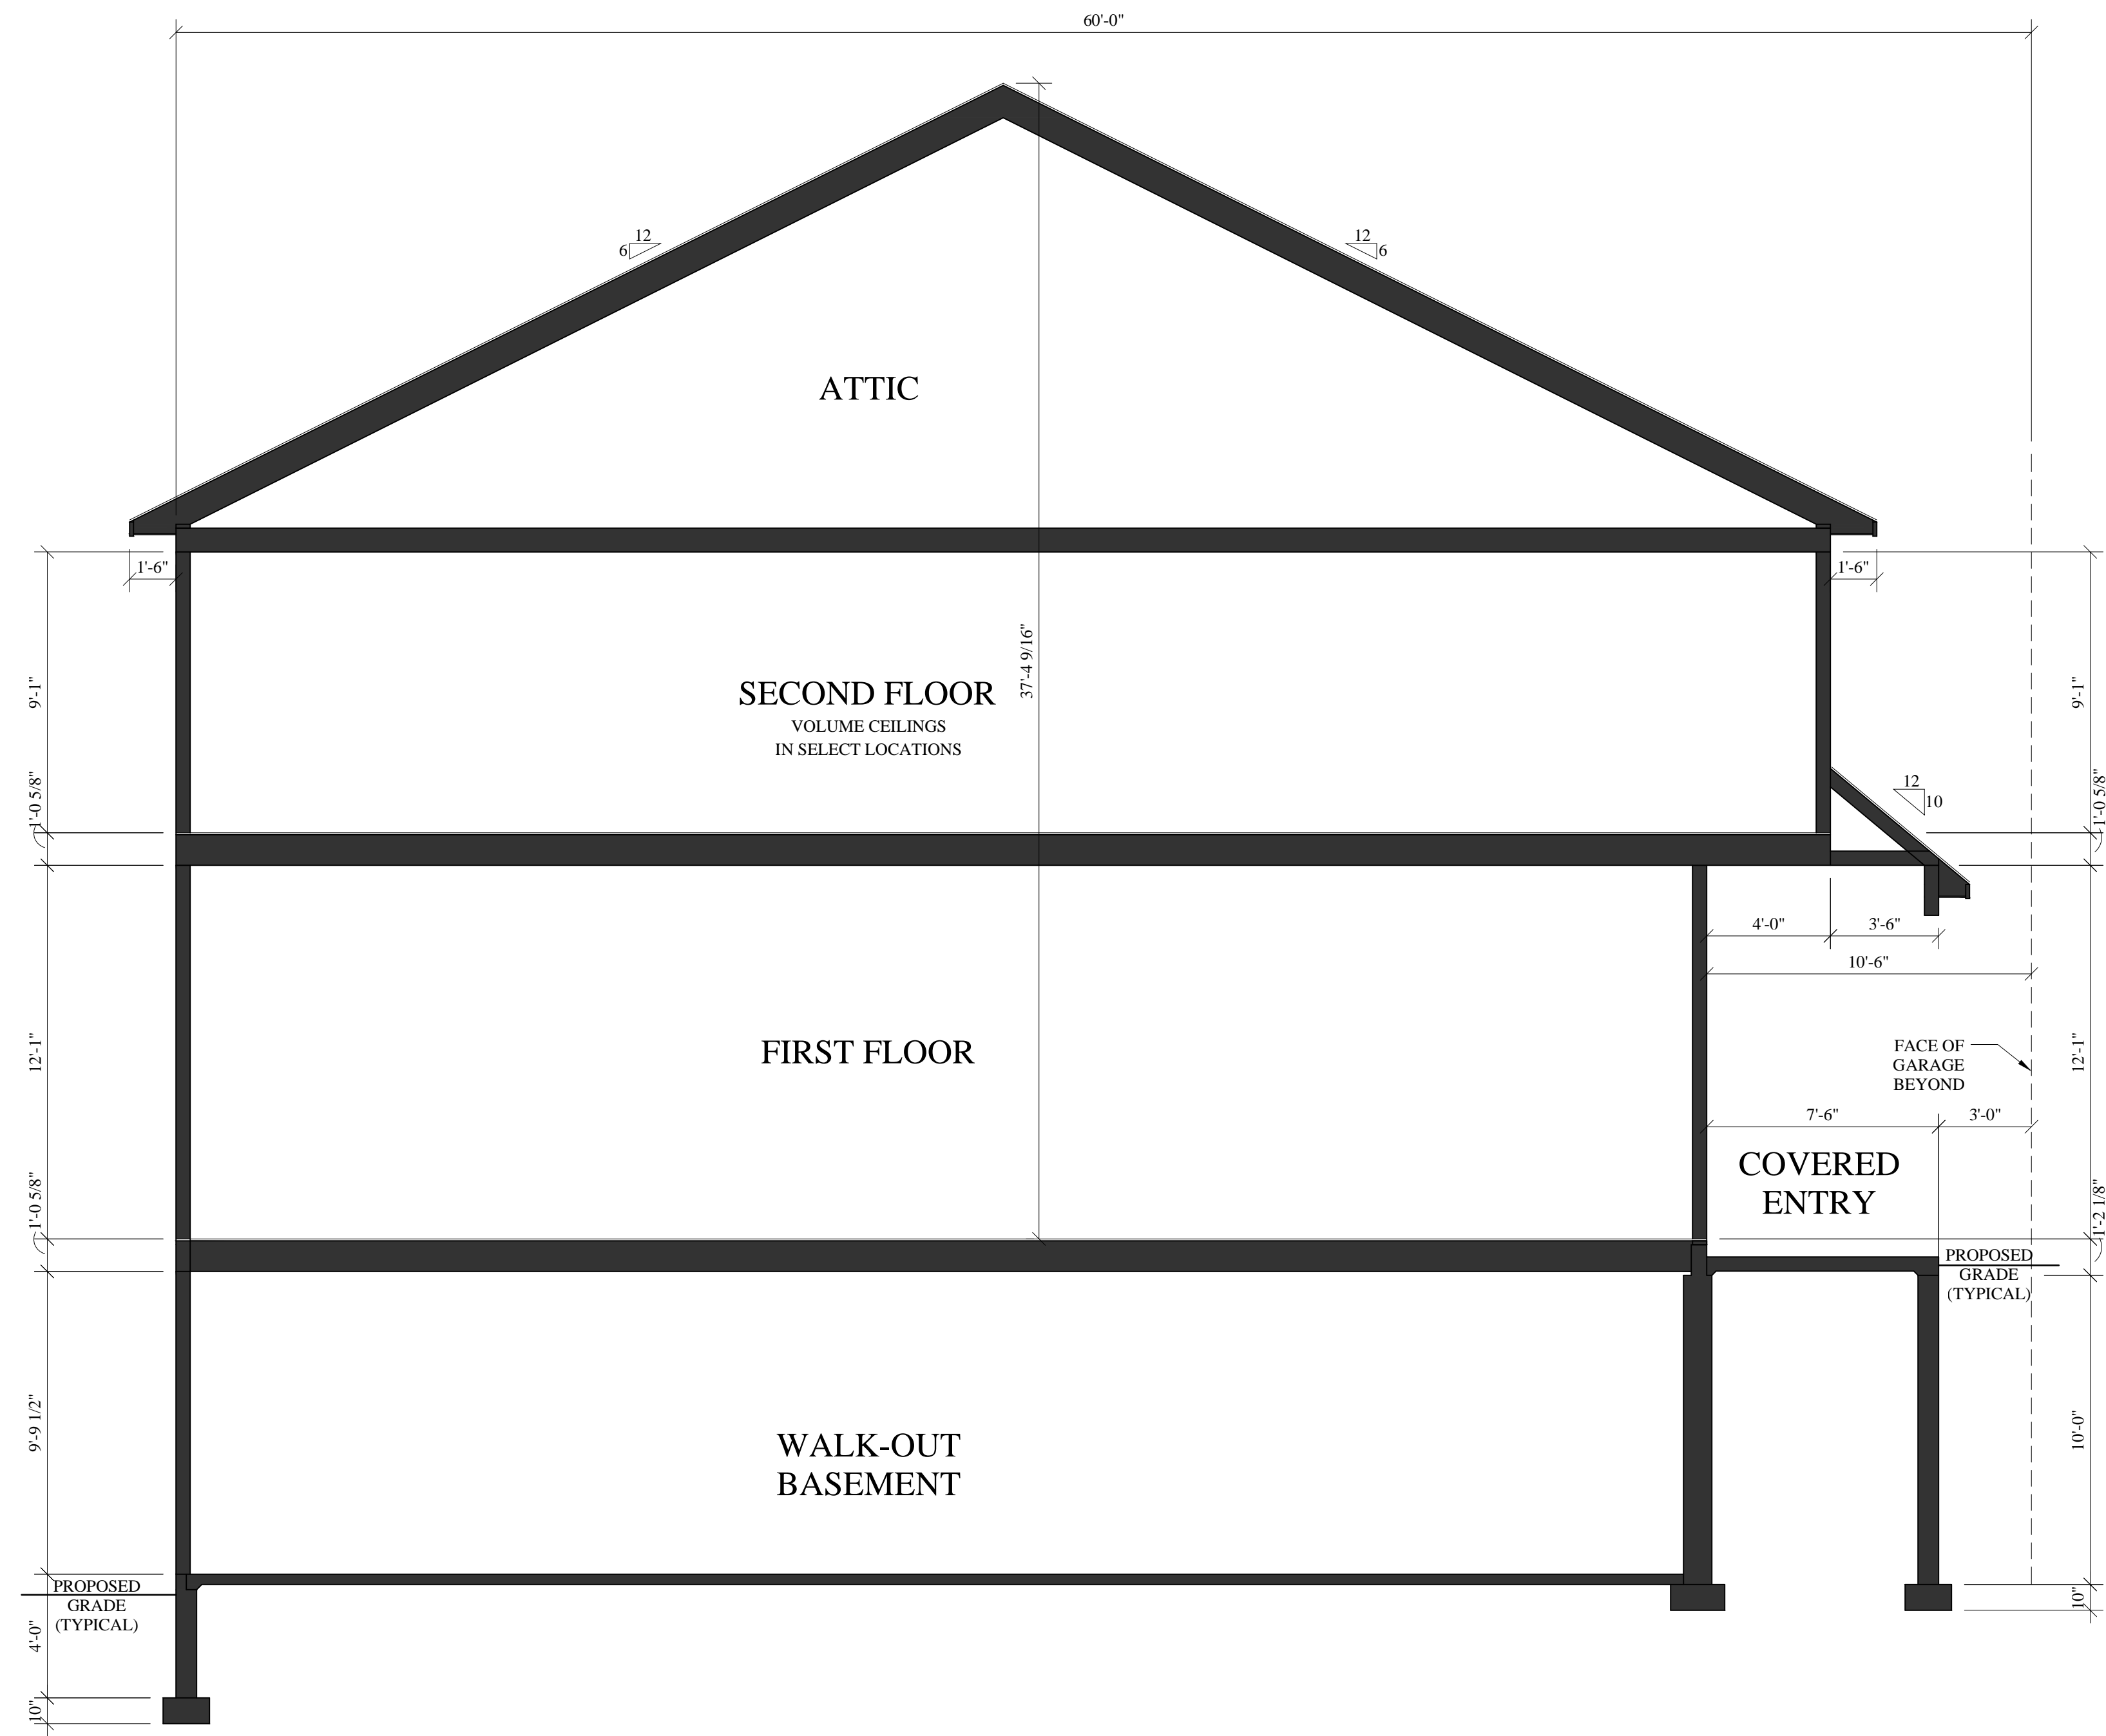 60'-0"
12
6
12
6
ATTIC
1'-6"
1'-6"
9'-1"
SECOND FLOOR
VOLUME CEILINGS
IN SELECT LOCATIONS
37'-4 9/16"
9'-1"
1'-0 5/8"
12
10
1'-0 5/8"
4'-0"
3'-6"
10'-6"
12'-1"
FIRST FLOOR
FACE OF
GARAGE
BEYOND
12'-1"
7'-6"
3'-0"
COVERED
ENTRY
1'-0 5/8"
1'-2 1/8"
PROPOSED
GRADE
(TYPICAL)
9'-9 1/2"
WALK-OUT
BASEMENT
10'-0"
PROPOSED
GRADE
(TYPICAL)
4'-0"
10"
10"